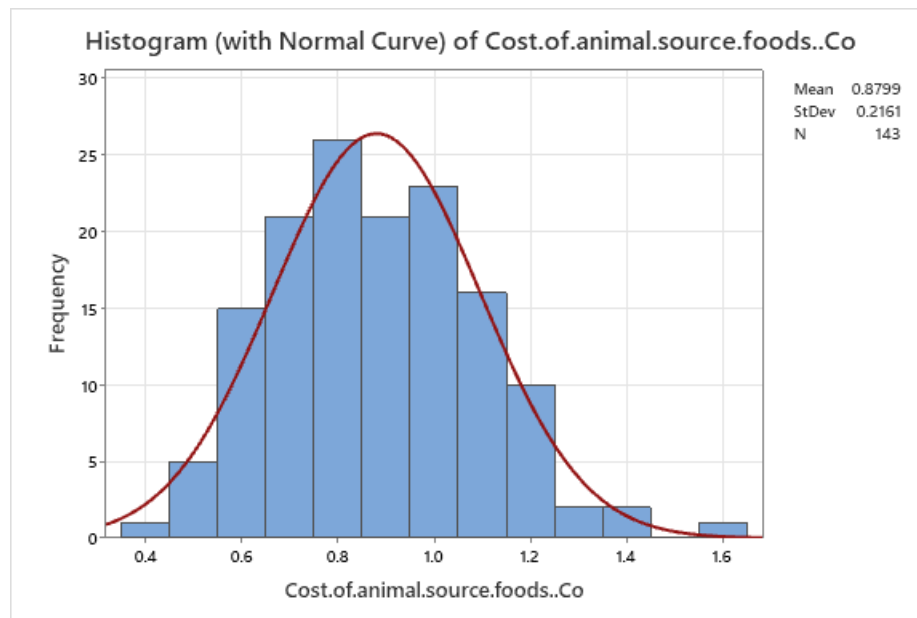 Histogram (with Normal Curve) of Cost.of.animal.source.foods..Co
Mean 0.8799
StDev 0.2161
N 143
Frequency
30
25
20
15
10
5
0
0.4 0.6 0.8 1.0 1.2 1.4 1.6
Cost.of.animal.source.foods..Co